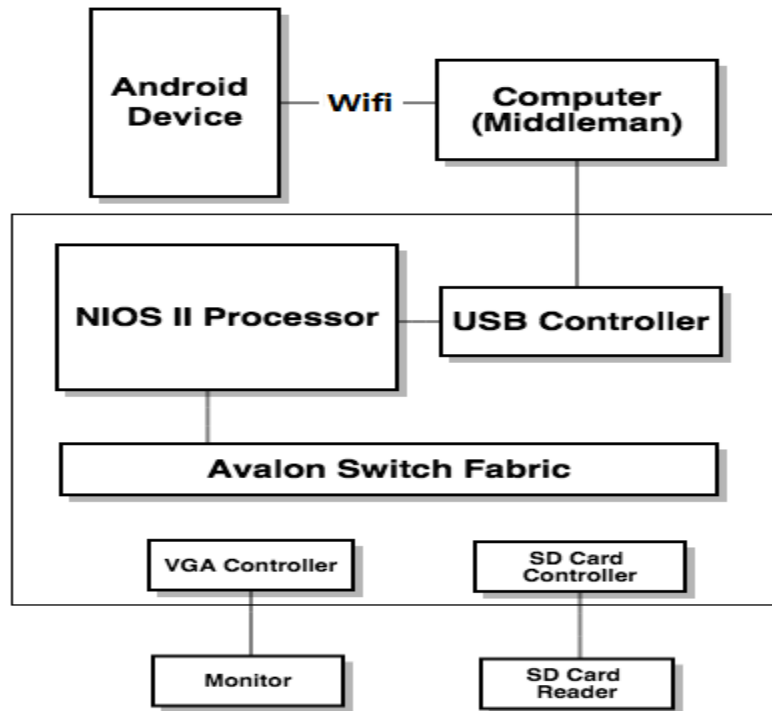 Android
Device
Wifi
Computer
(Middleman)
NIOS II Processor
USB Controller
Avalon Switch Fabric
VGA Controller
SD Card
Controller
Monitor
SD Card
Reader